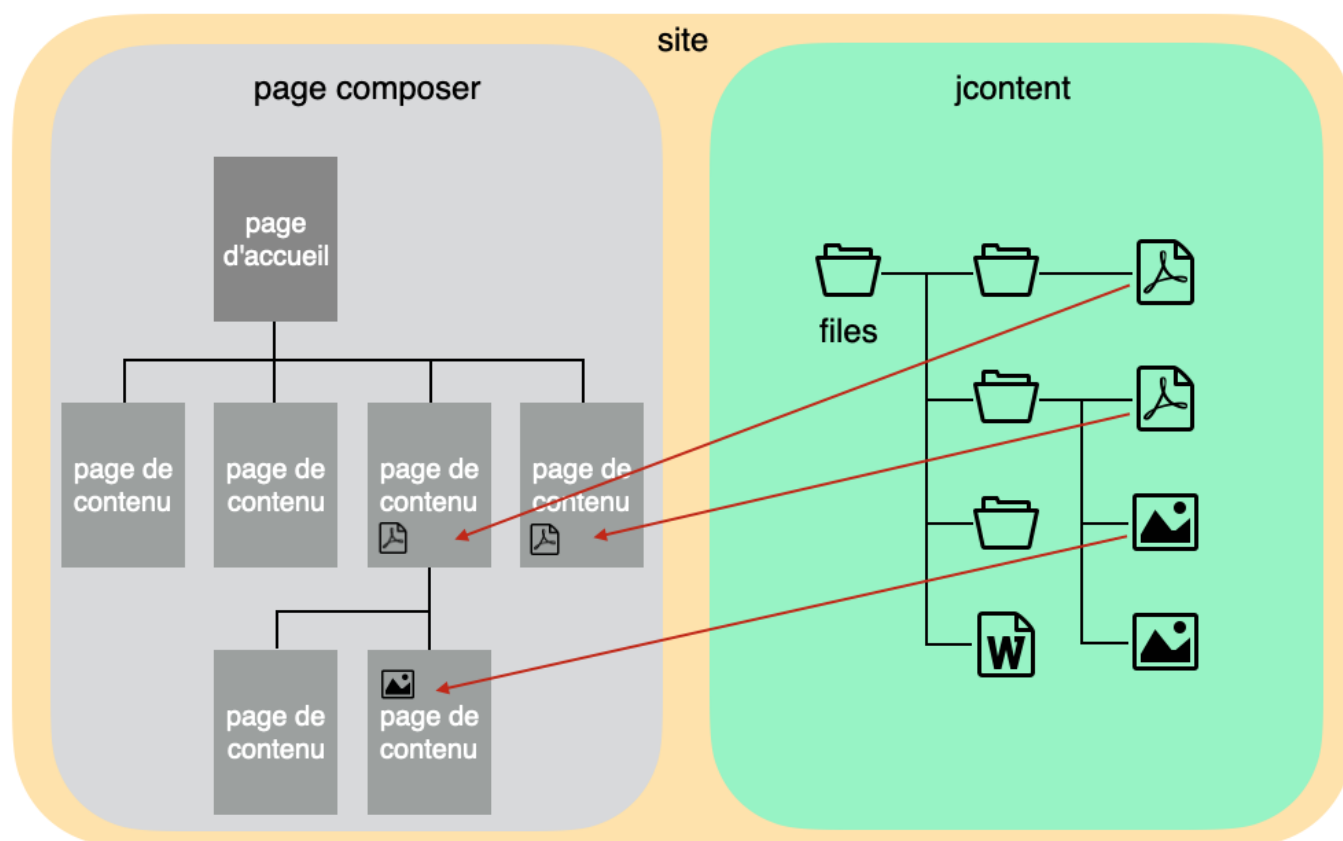 site
page composer
jcontent
page
d'accueil
files
page de
contenu
page de
contenu
page de
contenu
page de
contenu
W
page de
contenu
page de
contenu